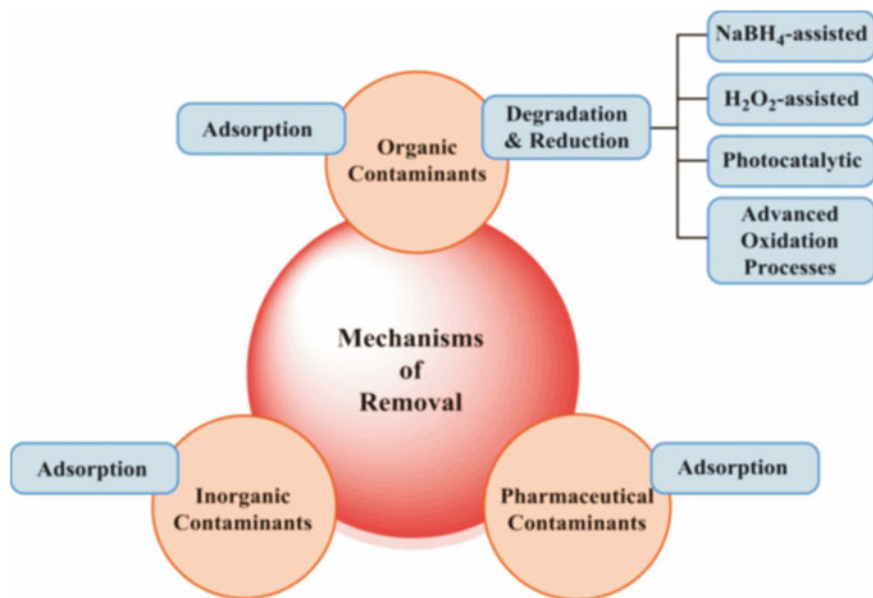 NaBH₄-assisted
H₂O₂-assisted
Photocatalytic
Advanced
Oxidation
Processes
Degradation
& Reduction
Adsorption
Organic
Contaminants
Mechanisms
of
Removal
Adsorption
Inorganic
Contaminants
Adsorption
Pharmaceutical
Contaminants